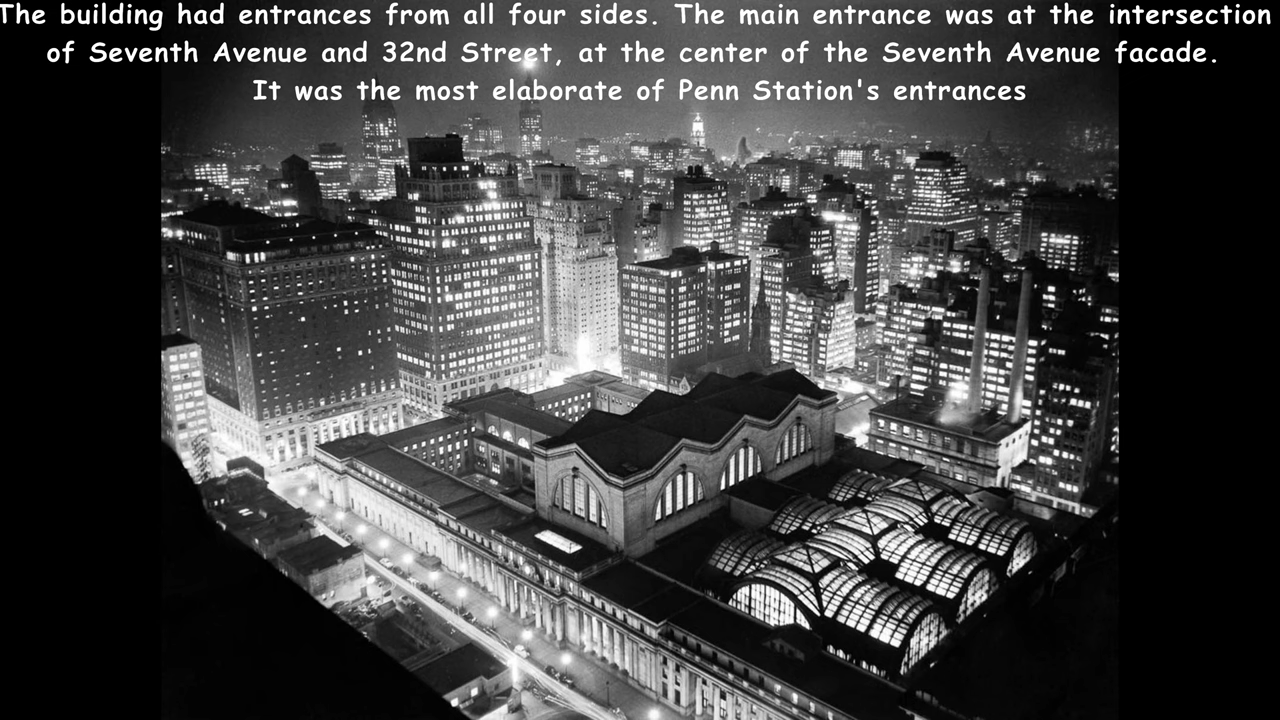 The building had entrances from all four sides. The main entrance was at the intersection
of Seventh Avenue and 32nd Street, at the center of the Seventh Avenue facade.
It was the most elaborate of Penn Station's entrances